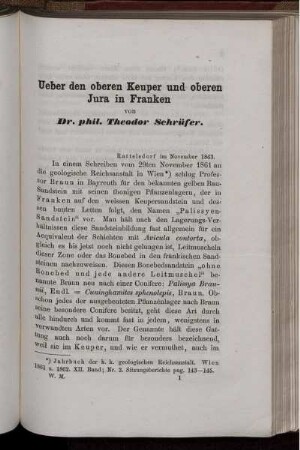 Ueber den oberen Keuper und oberen
Jura in Franken
von
Dr. phil. Theodor Schrüfer.
Kurtelsdorf im November 1863.
In einem Schreiben vom 29ten November 1861 an
die geologische Reichsanstalt in Wien*) schlug Profes-
sor Braun in Bayreuth für den bekannten gelben Bau-
Sandstein mit seinen thonigen Pflanzenlagern, der in
Franken auf den weissen Keupersandstein und des-
sen bunten Letten folgt, den Namen „Palissyen-
Sandstein“ vor. Man hält nach den Lagerungs-Ver-
hältnissen diese Sandsteinbildung fast allgemein für ein
Aequivalent der Schichten mit Avicula contorta, ob-
gleich es bis jetzt noch nicht gelungen ist, Leitmuscheln
dieser Zone oder das Bonebed in den fränkischen Sand-
steinen nachzuweisen. Diesen Bonebedsandstein „ohne
Bonebed und jede andere Leitmuschel“ be-
nennt Braun neu nach einer Conifere: Palissya Brau-
nii, Endl. = Cuninghamites sphenolepis, Braun. Ob-
schon jedes der ausgebeuteten Pflanzenlager nach Braun
seine besondere Conifere besitzt, geht diese Art durch
alle hindurch und kommt fast in jedem, wenigstens in
vereinzelten Exemplaren vor. Der Gemante hält diese Gat-
tung auch noch darum für besonders bezeichnend,
weil sie im Keuper, und wie er vermuthet, auch im
*) Jahrbuch der k. k. geologischen Reichsanstalt. Wien
1861 u. 1862. XII. Band; Nr. 2. Sitzungsberichte pag. 143—145.
W. M. I.